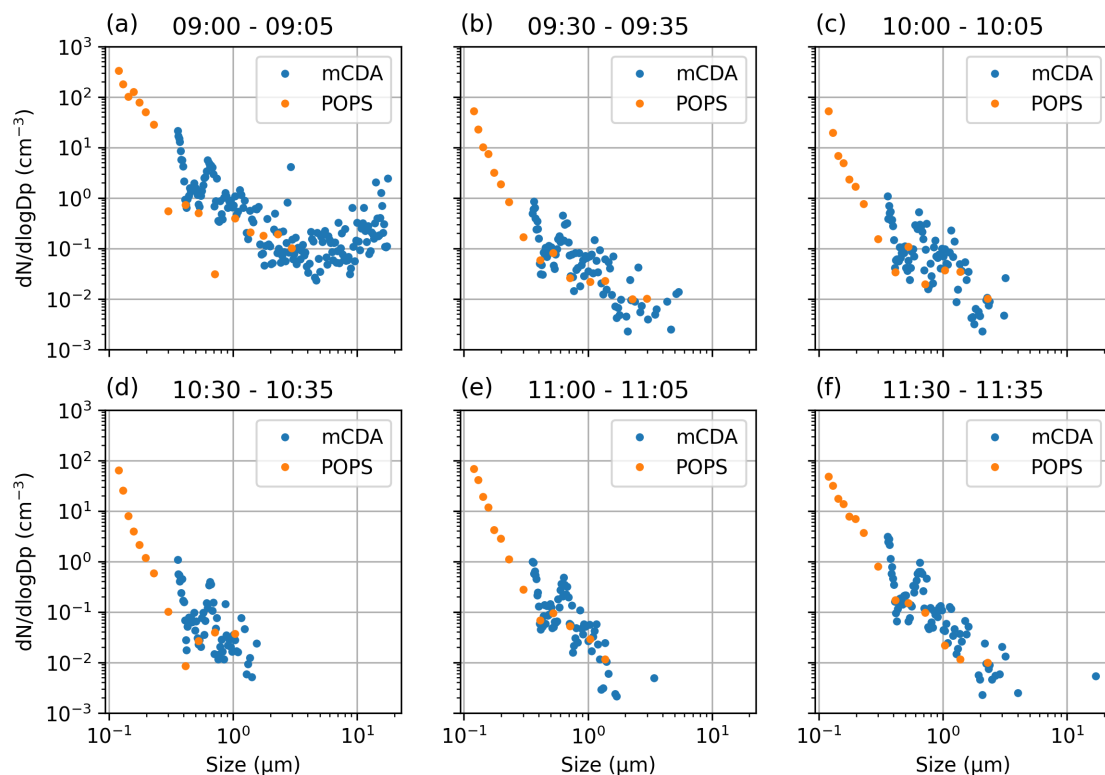 (a) 09:00 - 09:05
(b) 09:30 - 09:35
(c) 10:00 - 10:05
dN/dlogDp (cm⁻³)
10³
10²
10¹
10⁰
10⁻¹
10⁻²
10⁻³
mCDA
POPS
mCDA
POPS
mCDA
POPS
(d) 10:30 - 10:35
(e) 11:00 - 11:05
(f) 11:30 - 11:35
dN/dlogDp (cm⁻³)
10³
10²
10¹
10⁰
10⁻¹
10⁻²
10⁻³
mCDA
POPS
mCDA
POPS
mCDA
POPS
10⁻¹ 10⁰ 10¹
10⁻¹ 10⁰ 10¹
10⁻¹ 10⁰ 10¹
Size (μm)
Size (μm)
Size (μm)